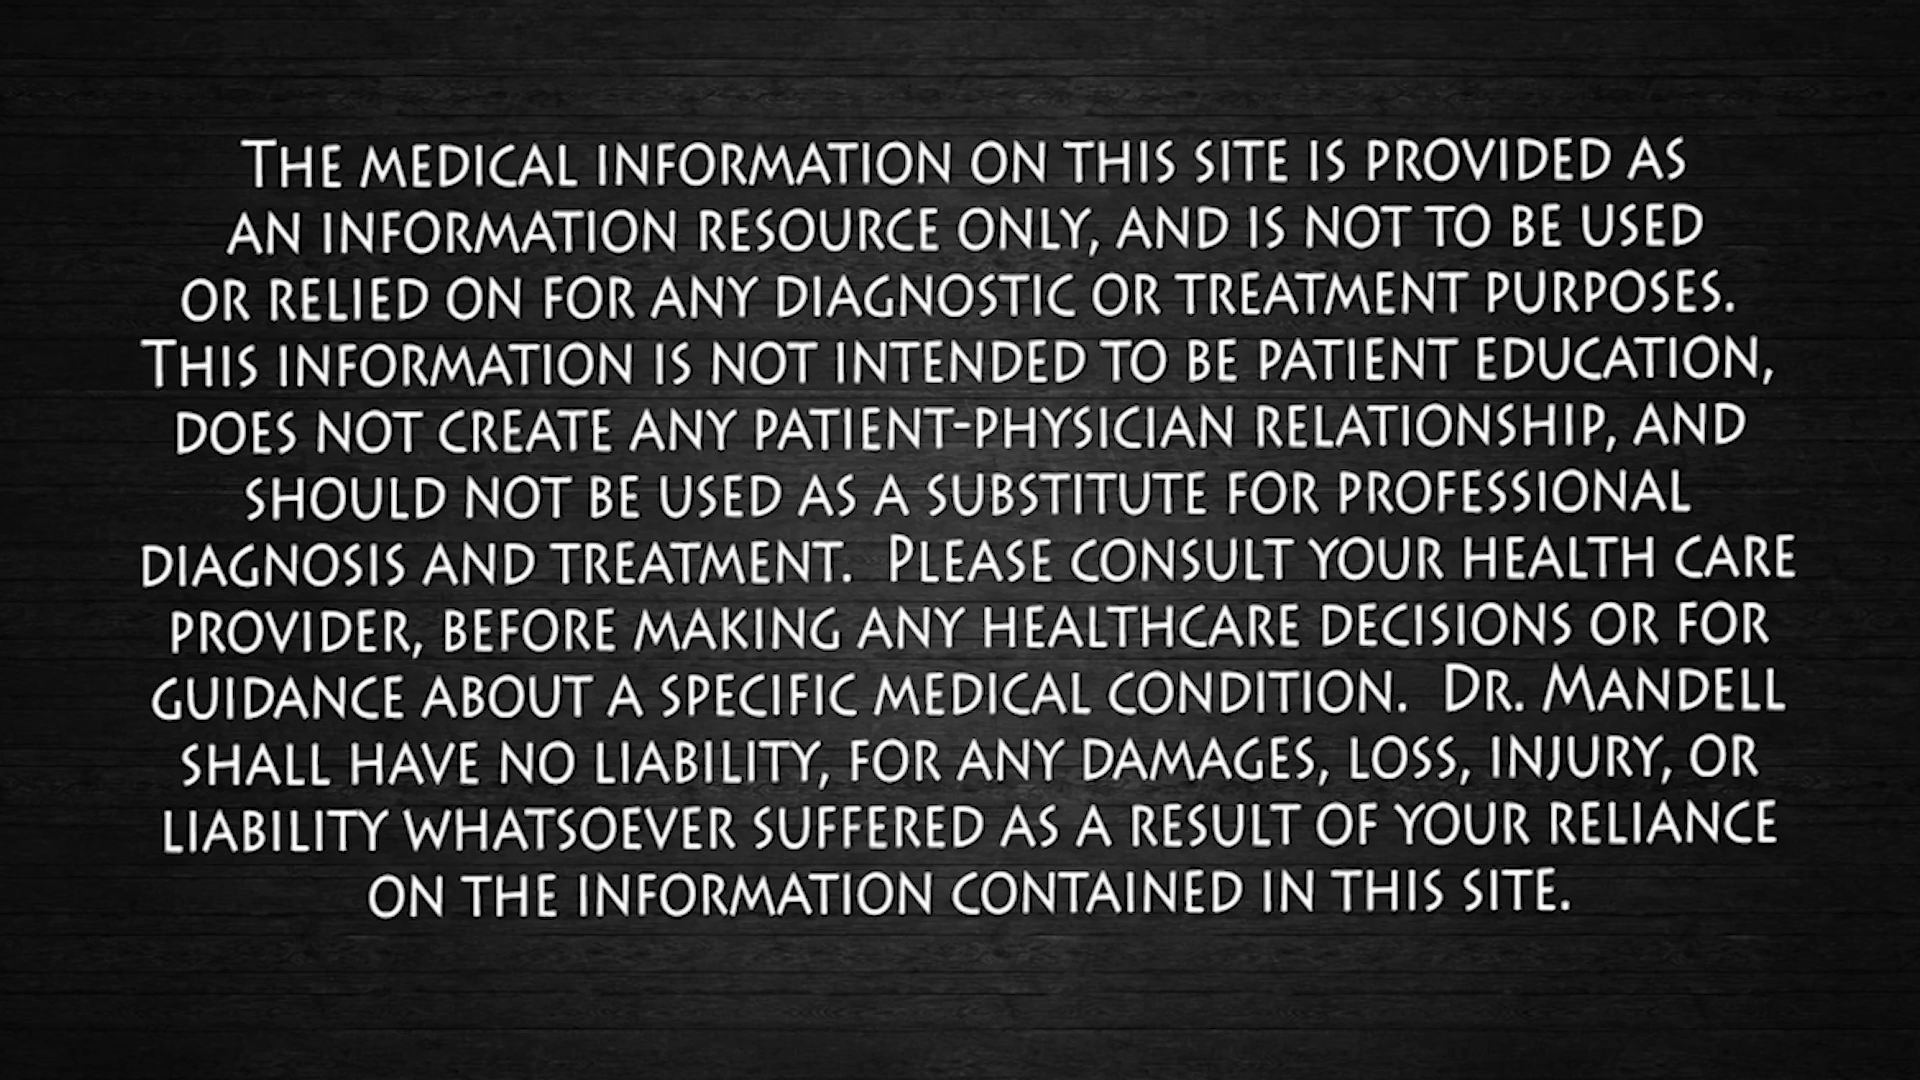 The medical information on this site is provided as
an information resource only, and is not to be used
or relied on for any diagnostic or treatment purposes.
This information is not intended to be patient education,
does not create any patient-physician relationship, and
should not be used as a substitute for professional
diagnosis and treatment.  Please consult your health care
provider, before making any healthcare decisions or for
guidance about a specific medical condition.  Dr. Mandell
shall have no liability, for any damages, loss, injury, or
liability whatsoever suffered as a result of your reliance
on the information contained in this site.